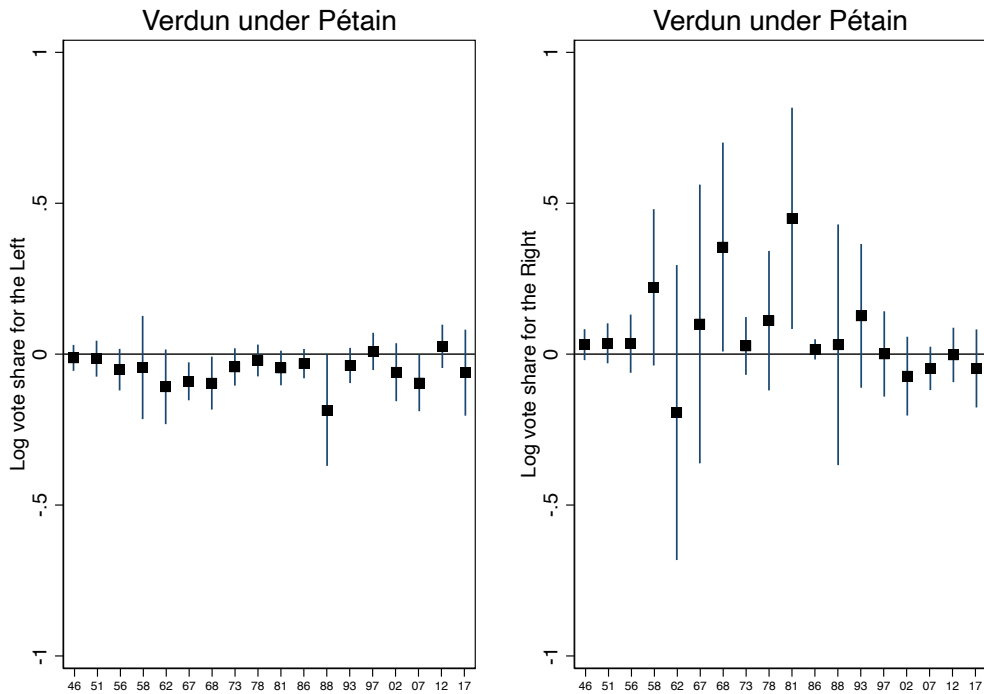 Verdun under Pétain
Log vote share for the Left
1
.5
0
-.5
-1
46 51 56 58 62 67 68 73 78 81 86 88 93 97 02 07 12 17
Verdun under Pétain
Log vote share for the Right
1
.5
0
-.5
-1
46 51 56 58 62 67 68 73 78 81 86 88 93 97 02 07 12 17